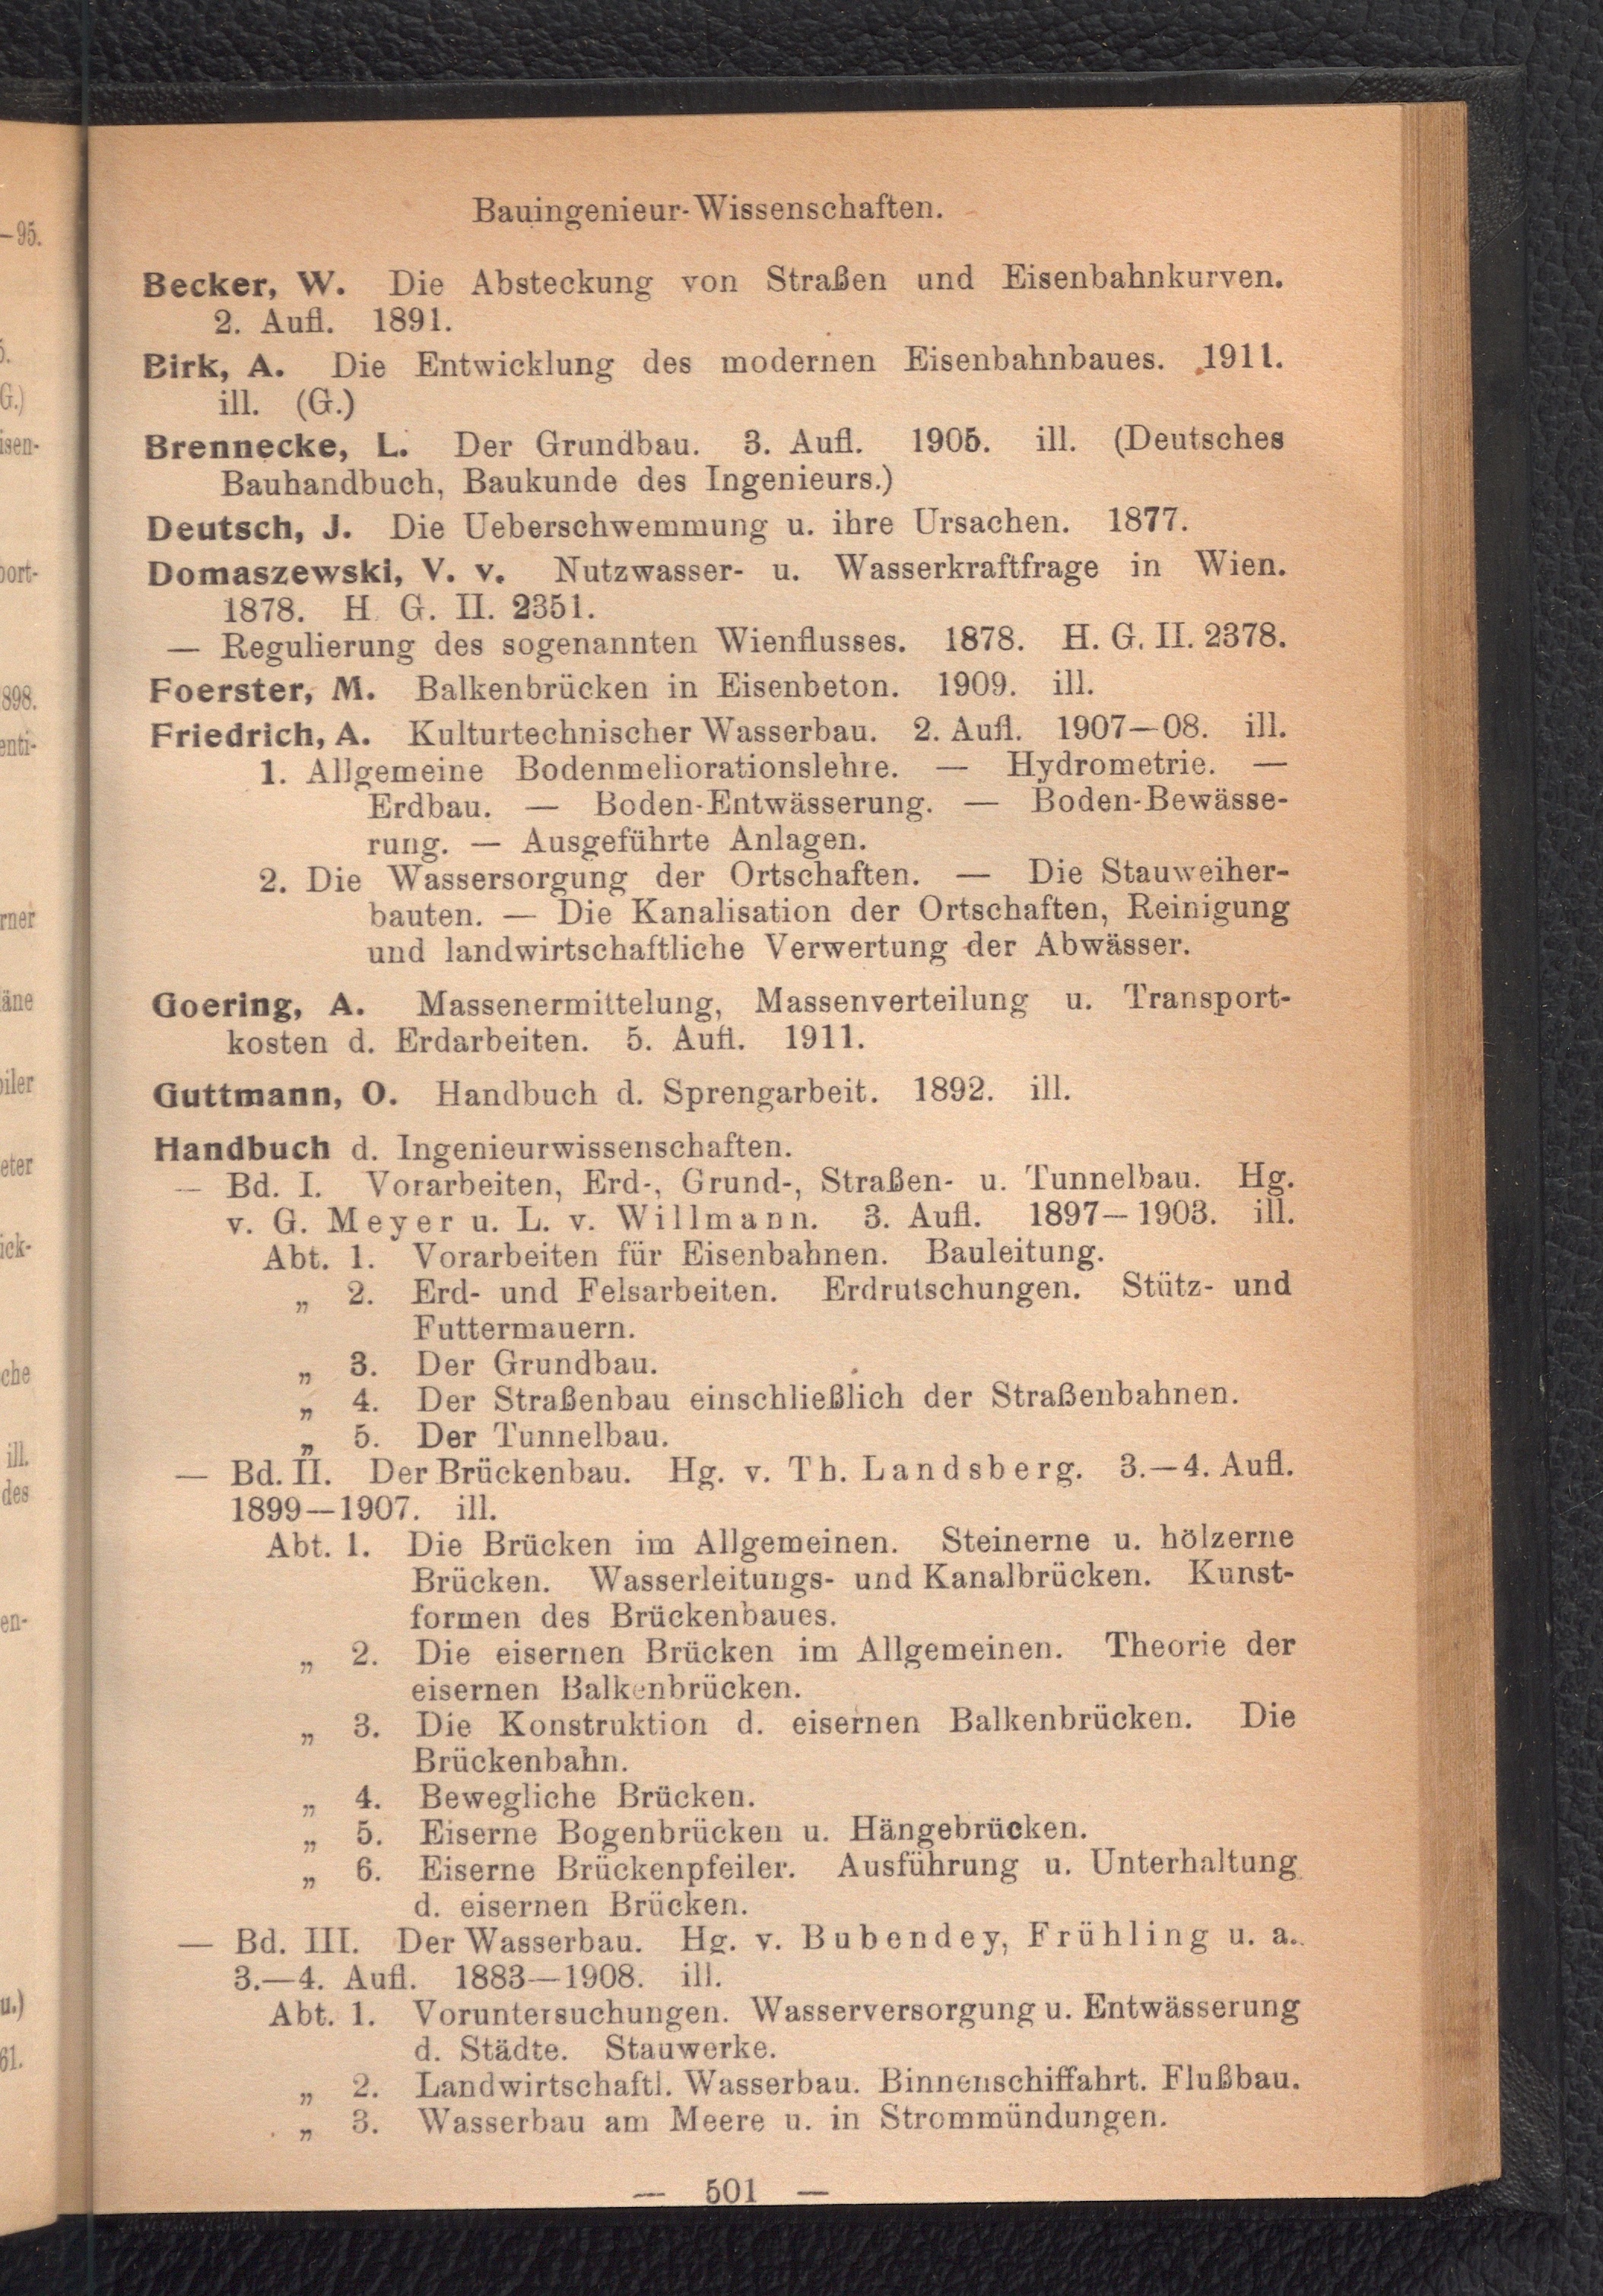 Bauingenieur-Wissenschaften.
Becker, W. Die Absteckung von Straßen und Eisenbahnkurven.
2. Aufl. 1891.
Birk, A. Die Entwicklung des modernen Eisenbahnbaues. 1911.
ill. (G.)
Brennecke, L. Der Grundbau. 3. Aufl. 1905. ill. (Deutsches
Bauhandbuch, Baukunde des Ingenieurs.)
Deutsch, J. Die Ueberschwemmung u. ihre Ursachen. 1877.
Domaszewski, V. v. Nutzwasser- u. Wasserkraftfrage in Wien.
1878. H. G. II. 2351.
— Regulierung des sogenannten Wienflusses. 1878. H. G. II. 2378.
Foerster, M. Balkenbrücken in Eisenbeton. 1909. ill.
Friedrich, A. Kulturtechnischer Wasserbau. 2. Aufl. 1907—08. ill.
1. Allgemeine Bodenmeliorationslehre. — Hydrometrie. —
Erdbau. — Boden-Entwässerung. — Boden-Bewässe-
rung. — Ausgeführte Anlagen.
2. Die Wassersorgung der Ortschaften. — Die Stauweiher-
bauten. — Die Kanalisation der Ortschaften, Reinigung
und landwirtschaftliche Verwertung der Abwässer.
Goering, A. Massenermittelung, Massenverteilung u. Transport-
kosten d. Erdarbeiten. 5. Aufl. 1911.
Guttmann, O. Handbuch d. Sprengarbeit. 1892. ill.
Handbuch d. Ingenieurwissenschaften.
— Bd. I. Vorarbeiten, Erd-, Grund-, Straßen- u. Tunnelbau. Hg.
v. G. Meyer u. L. v. Willmann. 3. Aufl. 1897—1903. ill.
Abt. 1. Vorarbeiten für Eisenbahnen. Bauleitung.
„ 2. Erd- und Felsarbeiten. Erdrutschungen. Stütz- und
Futtermauern.
„ 3. Der Grundbau.
„ 4. Der Straßenbau einschließlich der Straßenbahnen.
„ 5. Der Tunnelbau.
— Bd. II. Der Brückenbau. Hg. v. Th. Landsberg. 3.—4. Aufl.
1899—1907. ill.
Abt. 1. Die Brücken im Allgemeinen. Steinerne u. hölzerne
Brücken. Wasserleitungs- und Kanalbrücken. Kunst-
formen des Brückenbaues.
„ 2. Die eisernen Brücken im Allgemeinen. Theorie der
eisernen Balkenbrücken.
„ 3. Die Konstruktion d. eisernen Balkenbrücken. Die
Brückenbahn.
„ 4. Bewegliche Brücken.
„ 5. Eiserne Bogenbrücken u. Hängebrücken.
„ 6. Eiserne Brückenpfeiler. Ausführung u. Unterhaltung
d. eisernen Brücken.
— Bd. III. Der Wasserbau. Hg. v. Bubendey, Frühling u. a.
3.—4. Aufl. 1883—1908. ill.
Abt. 1. Voruntersuchungen. Wasserversorgung u. Entwässerung
d. Städte. Stauwerke.
„ 2. Landwirtschaftl. Wasserbau. Binnenschiffahrt. Flußbau.
„ 3. Wasserbau am Meere u. in Strommündungen.
— 501 —